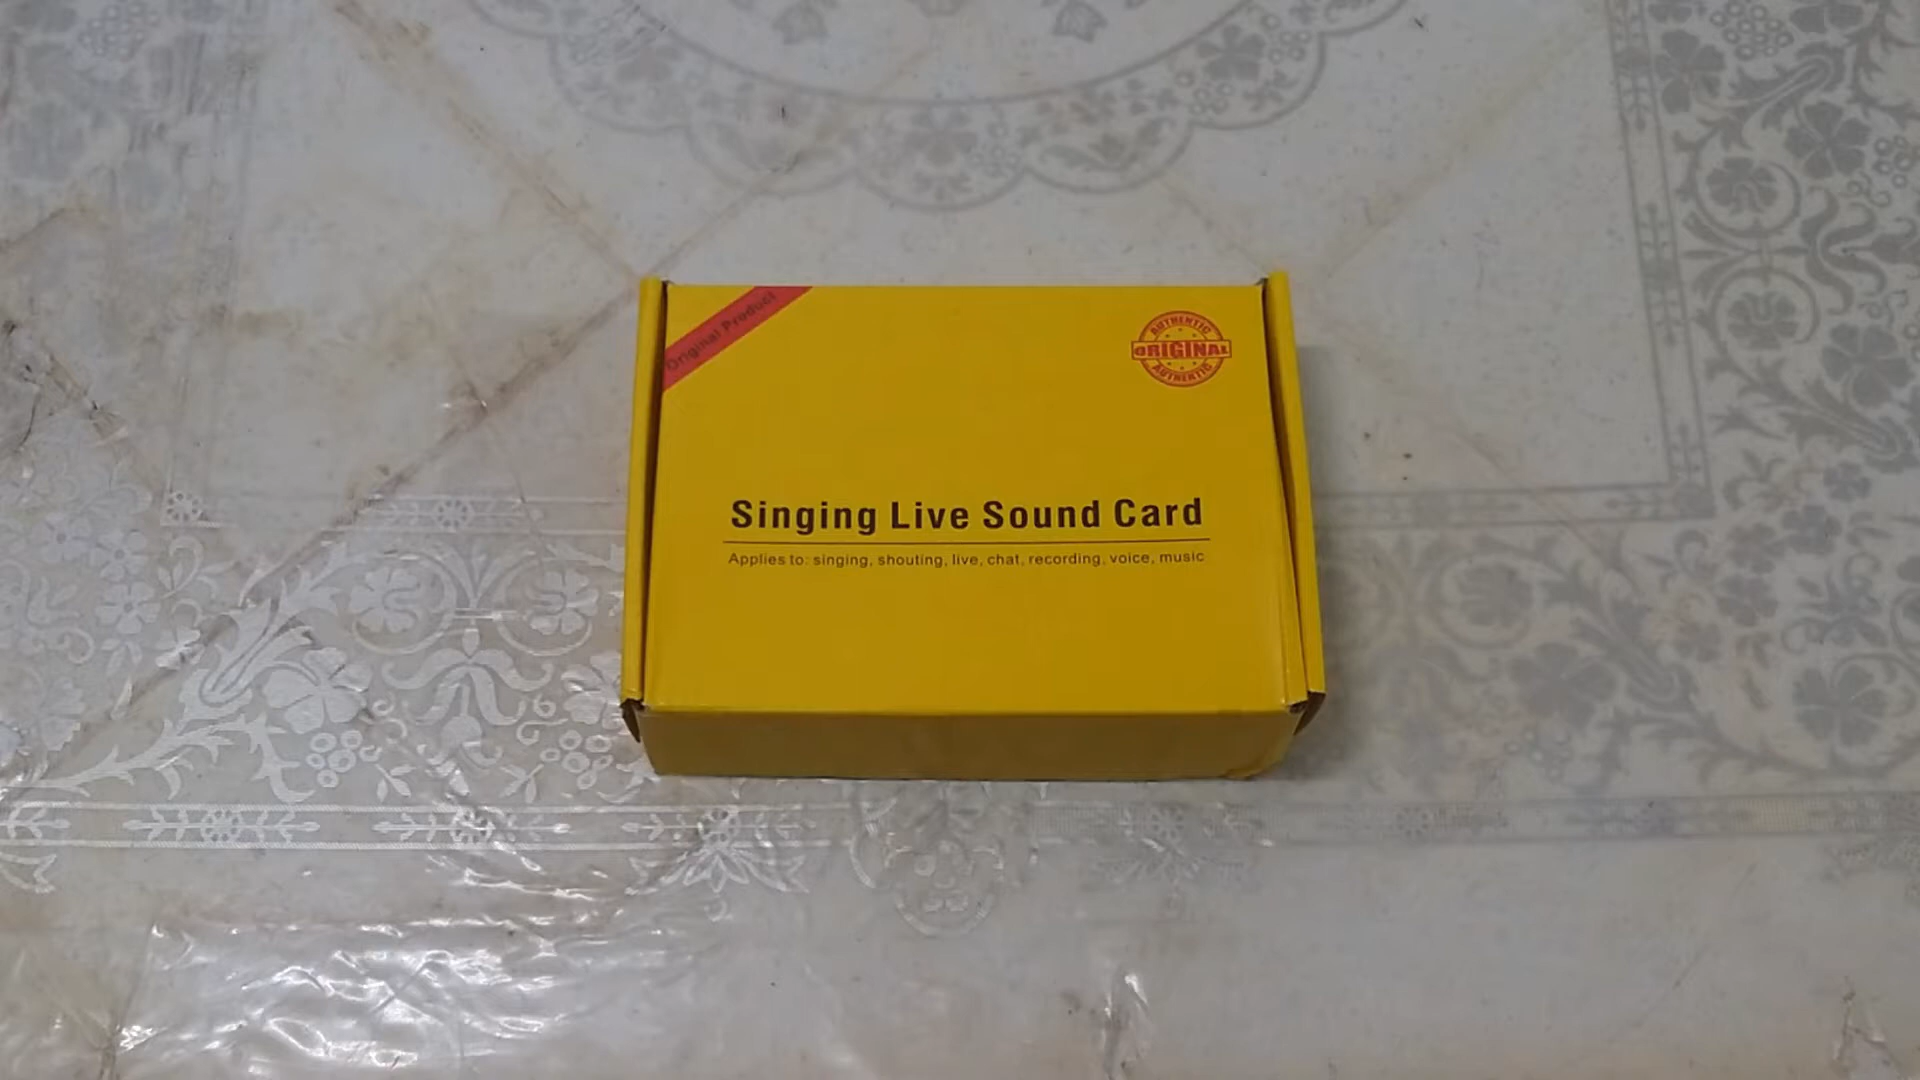 Original Product
AUTHENTIC
ORIGINAL
AUTHENTIC
Singing Live Sound Card
Applies to: singing, shouting, live, chat, recording, voice, music